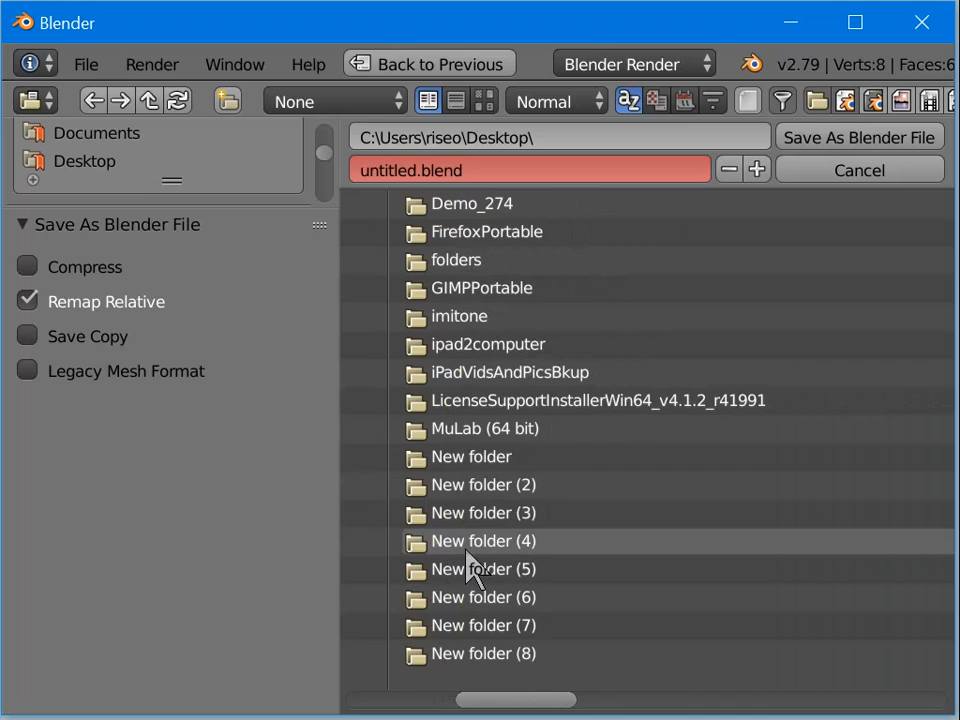 Blender
File Render Window Help Back to Previous Blender Render v2.79 | Verts:8 | Faces:6
None Normal
Documents
Desktop
C:\Users\riseo\Desktop\ Save As Blender File
untitled.blend Cancel
Save As Blender File
Compress
Remap Relative
Save Copy
Legacy Mesh Format
Demo_274
FirefoxPortable
folders
GIMPPortable
imitone
ipad2computer
iPadVidsAndPicsBkup
LicenseSupportInstallerWin64_v4.1.2_r41991
MuLab (64 bit)
New folder
New folder (2)
New folder (3)
New folder (4)
New folder (5)
New folder (6)
New folder (7)
New folder (8)